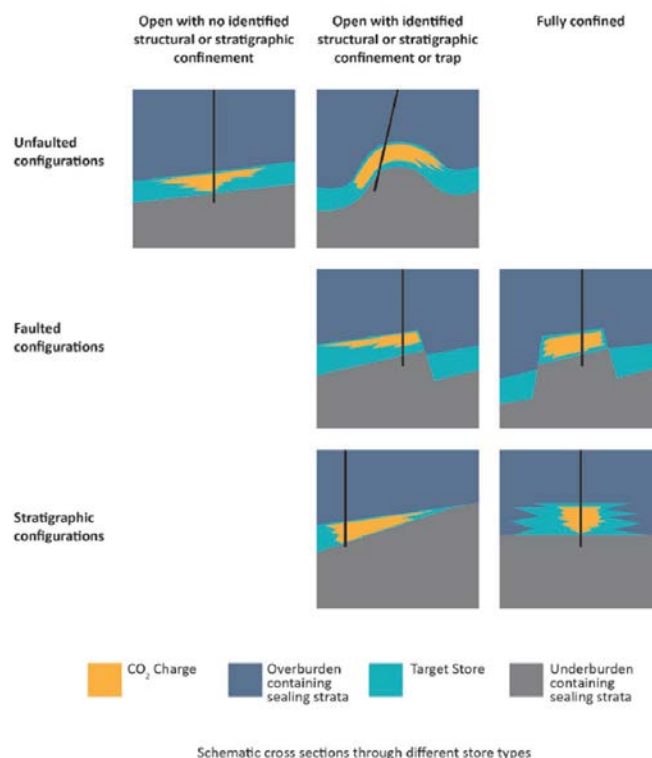 Open with no identified
structural or stratigraphic
confinement
Open with identified
structural or stratigraphic
confinement or trap
Fully confined
Unfaulted
configurations
Faulted
configurations
Stratigraphic
configurations
CO₂ Charge
Overburden
containing
sealing strata
Target Store
Underburden
containing
sealing strata
Schematic cross sections through different store types